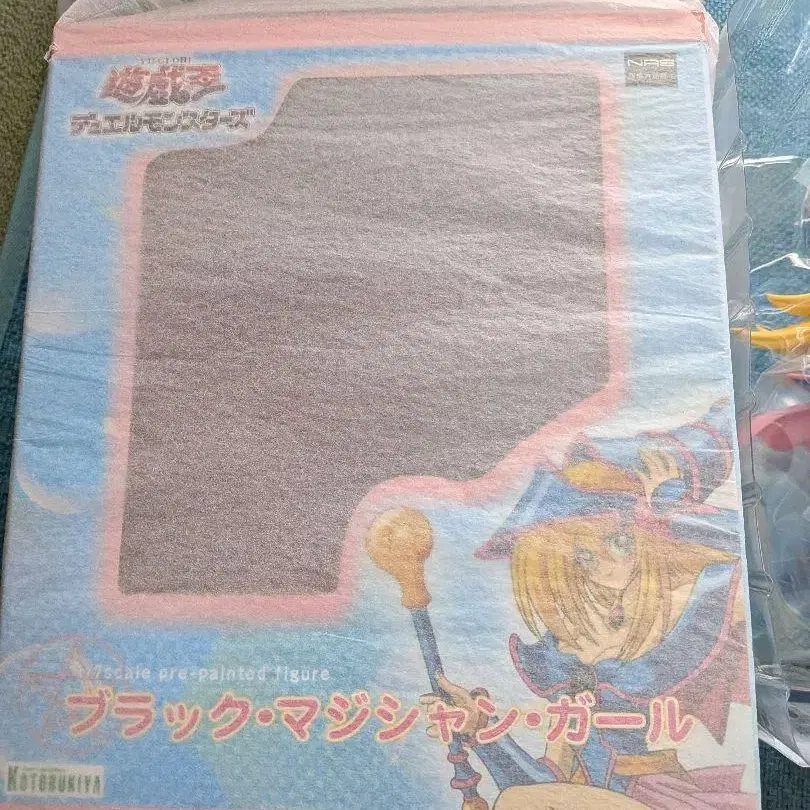 YU-GI-OH!
遊戯王
デュエルモンスターズ
NAS
1/7scale pre-painted figure
ブラック・マジシャン・ガール
KOTOBUKIYA